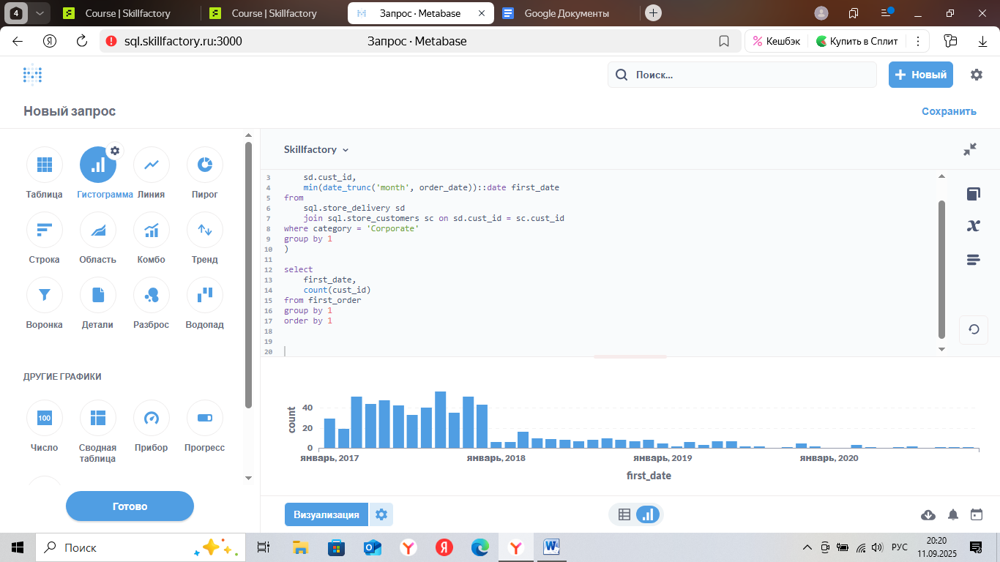 4
Course | Skillfactory
Course | Skillfactory
Запрос · Metabase
Google Документы
sql.skillfactory.ru:3000
Запрос · Metabase
Кешбэк
Купить в Сплит
Поиск...
Новый
Новый запрос
Сохранить
Таблица
Гистограмма
Линия
Пирог
Строка
Область
Комбо
Тренд
Воронка
Детали
Разброс
Водопад
ДРУГИЕ ГРАФИКИ
100
Число
Сводная
таблица
Прибор
Прогресс
Готово
Skillfactory
3 sd.cust_id,
4 min(date_trunc('month', order_date))::date first_date
5 from
6 sql.store_delivery sd
7 join sql.store_customers sc on sd.cust_id = sc.cust_id
8 where category = 'Corporate'
9 group by 1
10 )
11
12 select
13 first_date,
14 count(cust_id)
15 from first_order
16 group by 1
17 order by 1
18
19
20
count
40
20
0
январь, 2017
январь, 2018
январь, 2019
январь, 2020
first_date
Визуализация
Поиск
РУС
20:20
11.09.2025